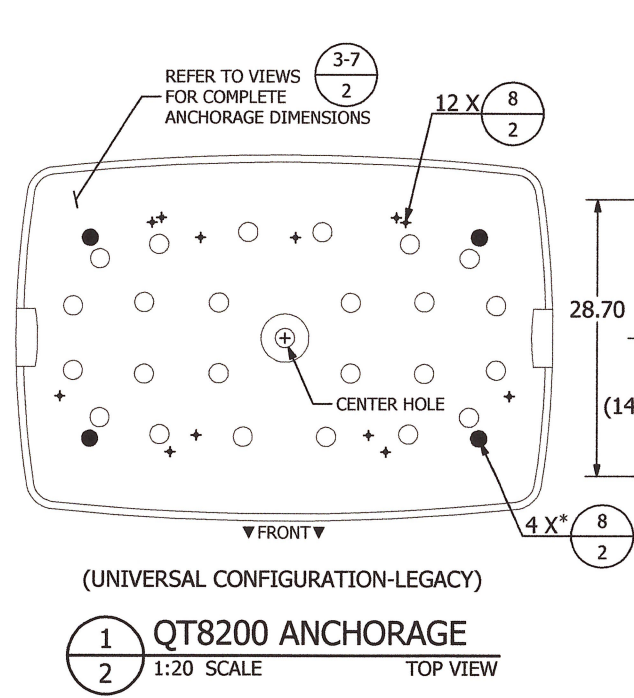 REFER TO VIEWS
FOR COMPLETE
ANCHORAGE DIMENSIONS
3-7
2
12 X
8
2
28.70
(14
CENTER HOLE
4 X*
8
2
▼FRONT▼
(UNIVERSAL CONFIGURATION-LEGACY)
1
2
QT8200 ANCHORAGE
1:20 SCALE TOP VIEW